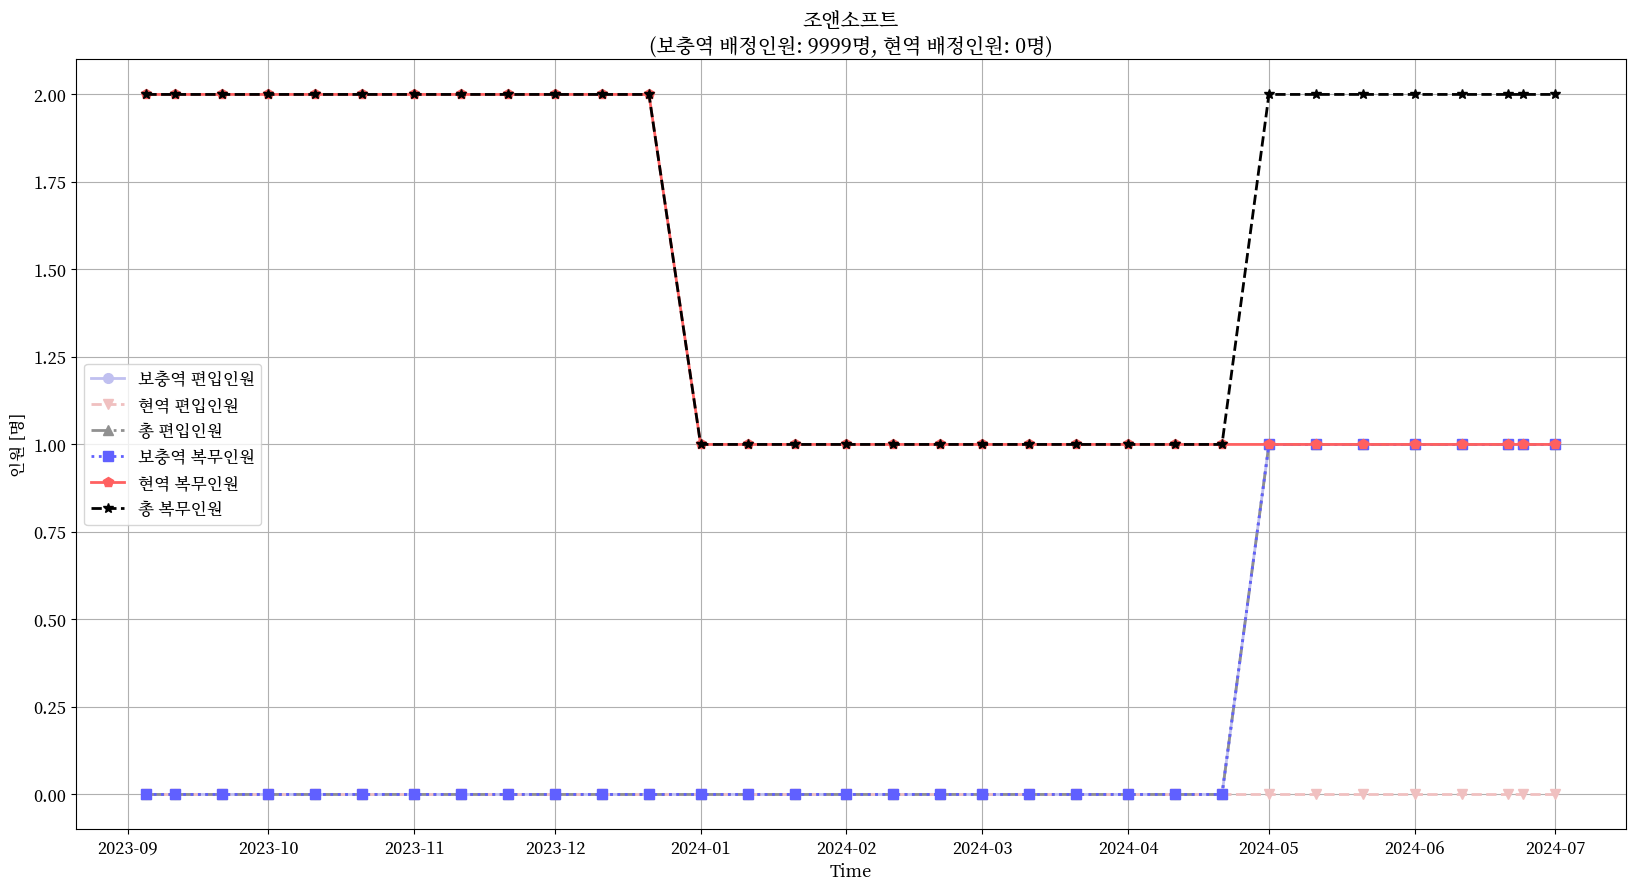 조앤소프트
(보충역 배정인원: 9999명, 현역 배정인원: 0명)
2.00
1.75
1.50
1.25
1.00
0.75
0.50
0.25
0.00
인원 [명]
보충역 편입인원
현역 편입인원
총 편입인원
보충역 복무인원
현역 복무인원
총 복무인원
2023-09
2023-10
2023-11
2023-12
2024-01
2024-02
2024-03
2024-04
2024-05
2024-06
2024-07
Time